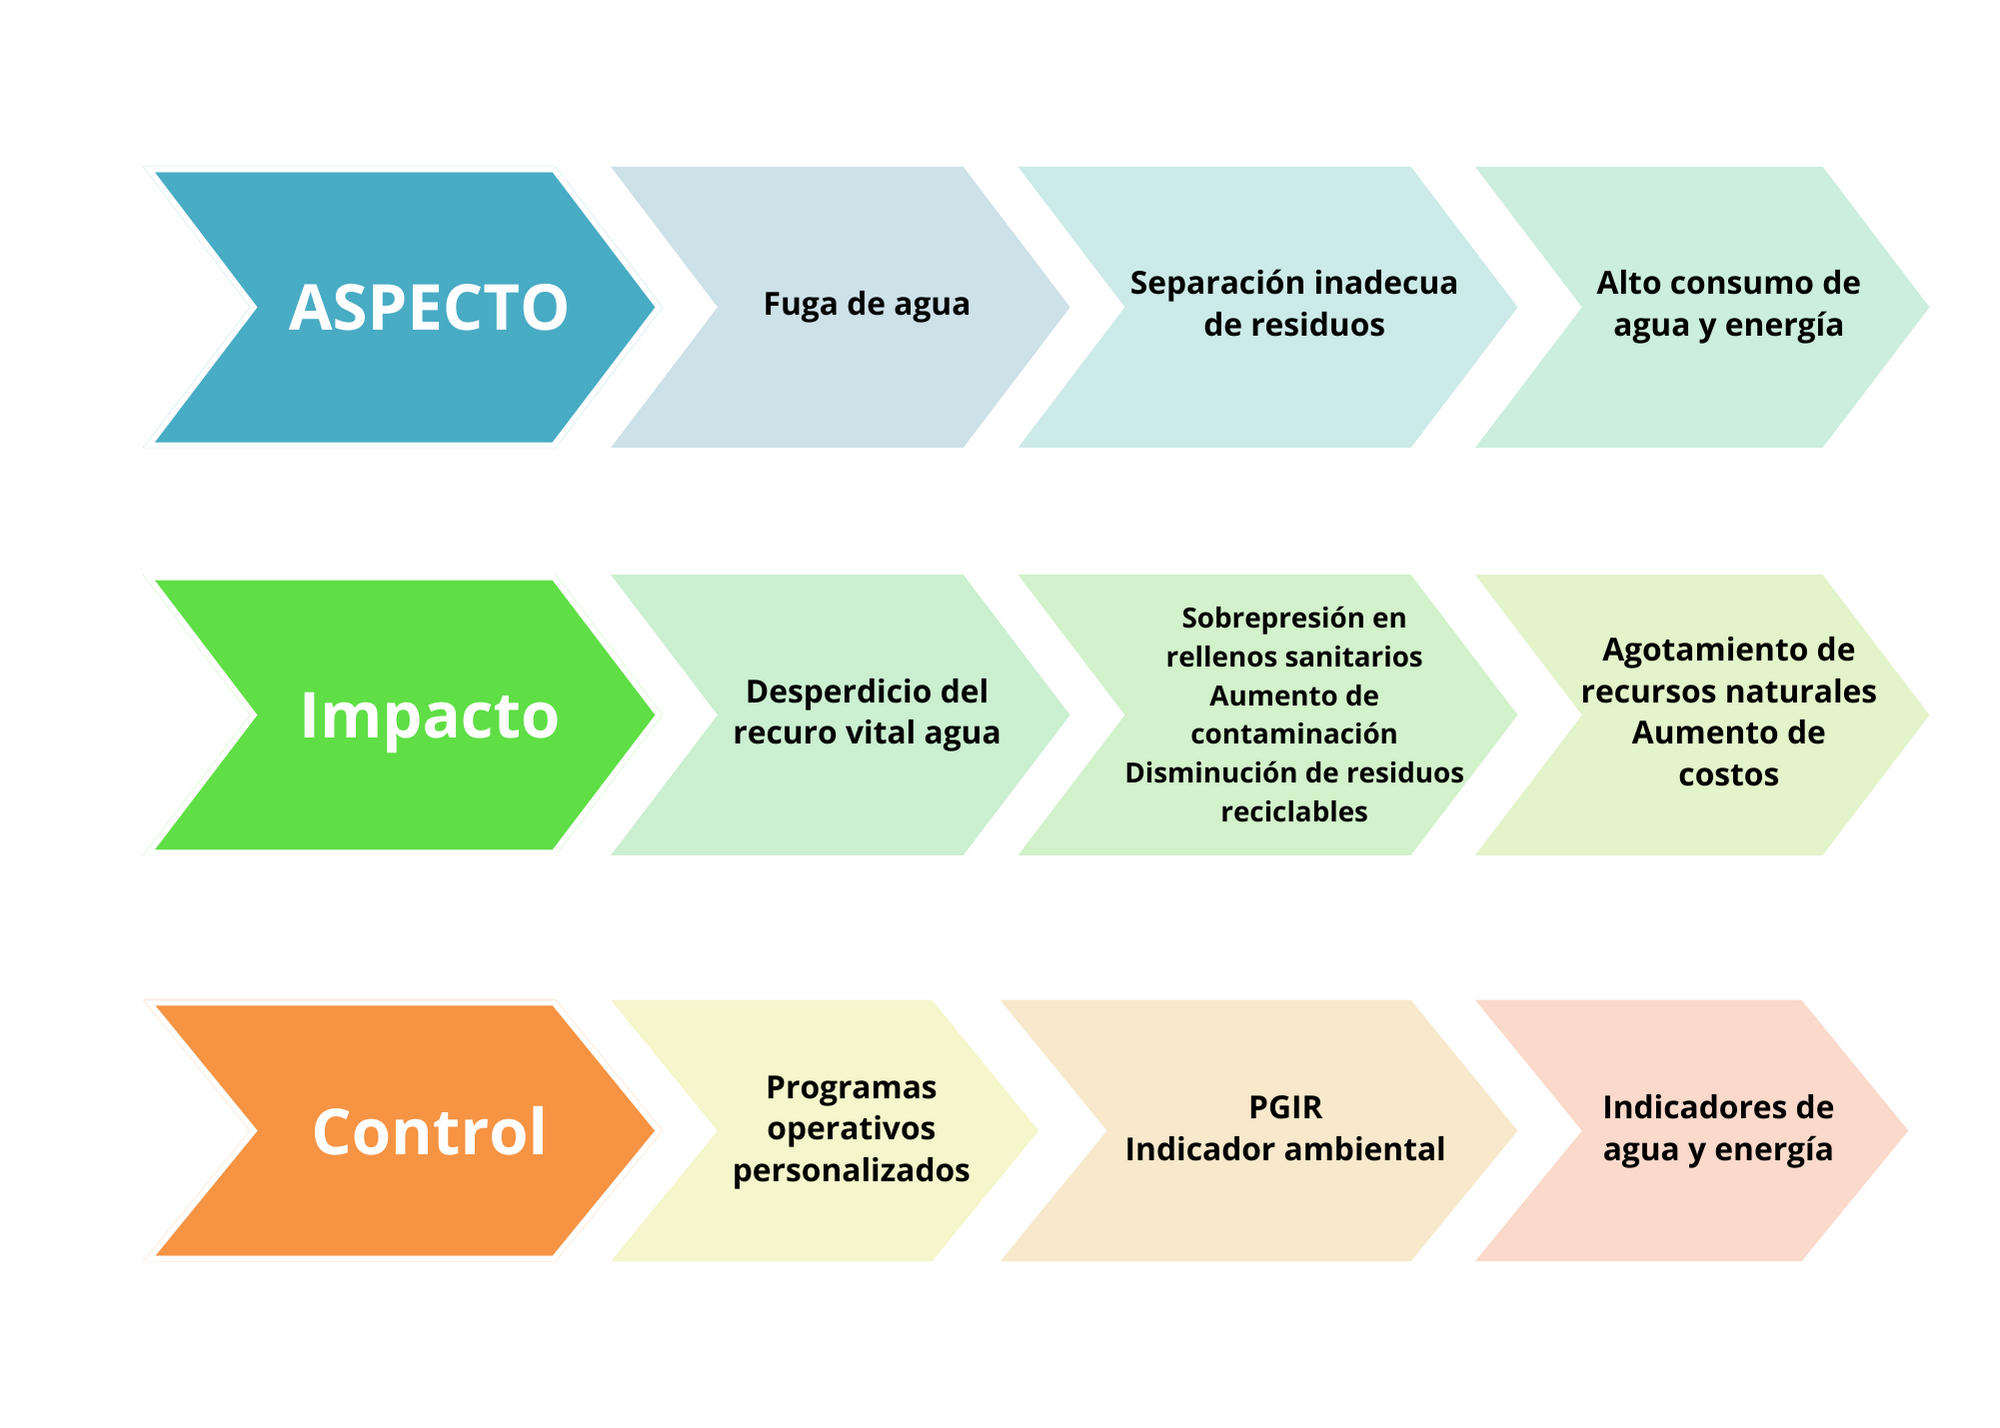 ASPECTO
Fuga de agua
Separación inadecua
de residuos
Alto consumo de
agua y energía
Impacto
Desperdicio del
recuro vital agua
Sobrepresión en
rellenos sanitarios
Aumento de
contaminación
Disminución de residuos
reciclables
Agotamiento de
recursos naturales
Aumento de
costos
Control
Programas
operativos
personalizados
PGIR
Indicador ambiental
Indicadores de
agua y energía